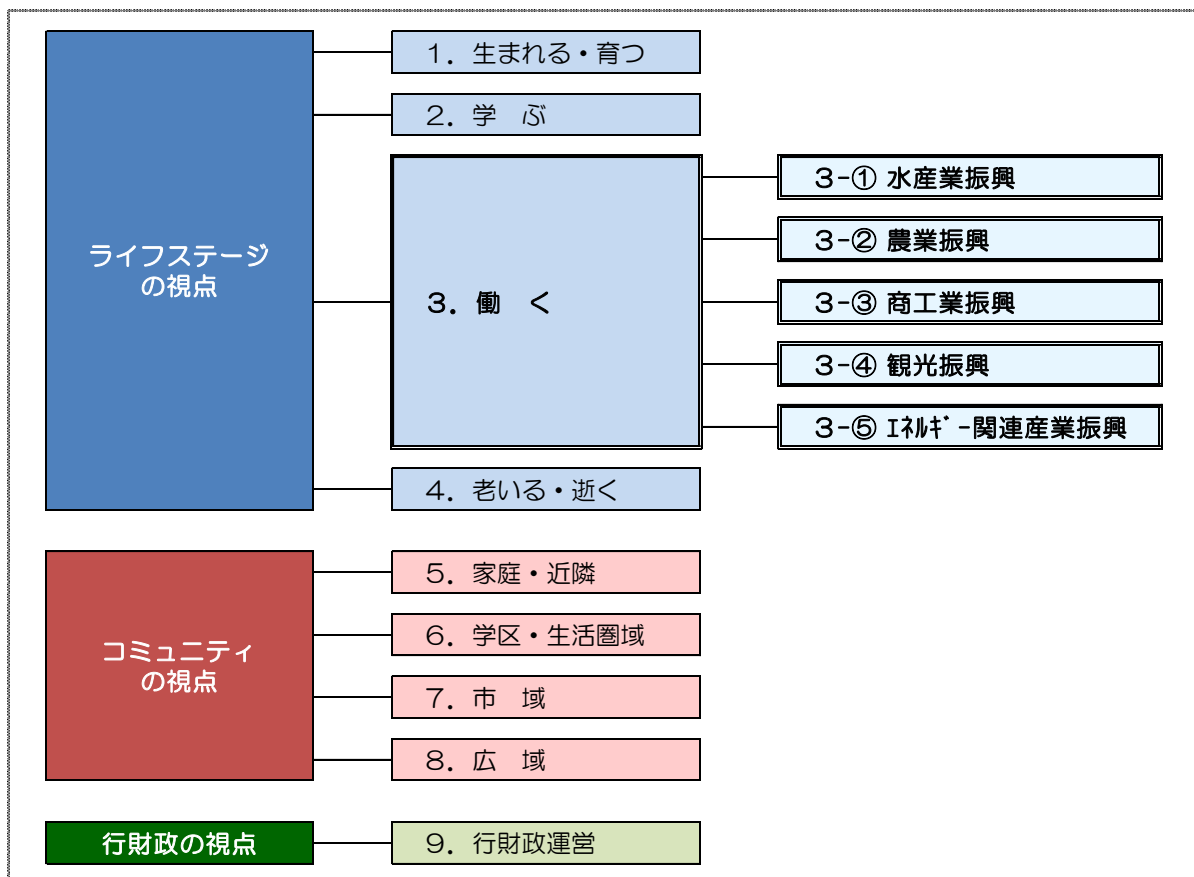 ライフステージ
の視点
1．生まれる・育つ
2．学　ぶ
3．働　く
3-① 水産業振興
3-② 農業振興
3-③ 商工業振興
3-④ 観光振興
3-⑤ ｴﾈﾙｷﾞｰ関連産業振興
4．老いる・逝く
コミュニティ
の視点
5．家庭・近隣
6．学区・生活圏域
7．市　域
8．広　域
行財政の視点
9．行財政運営